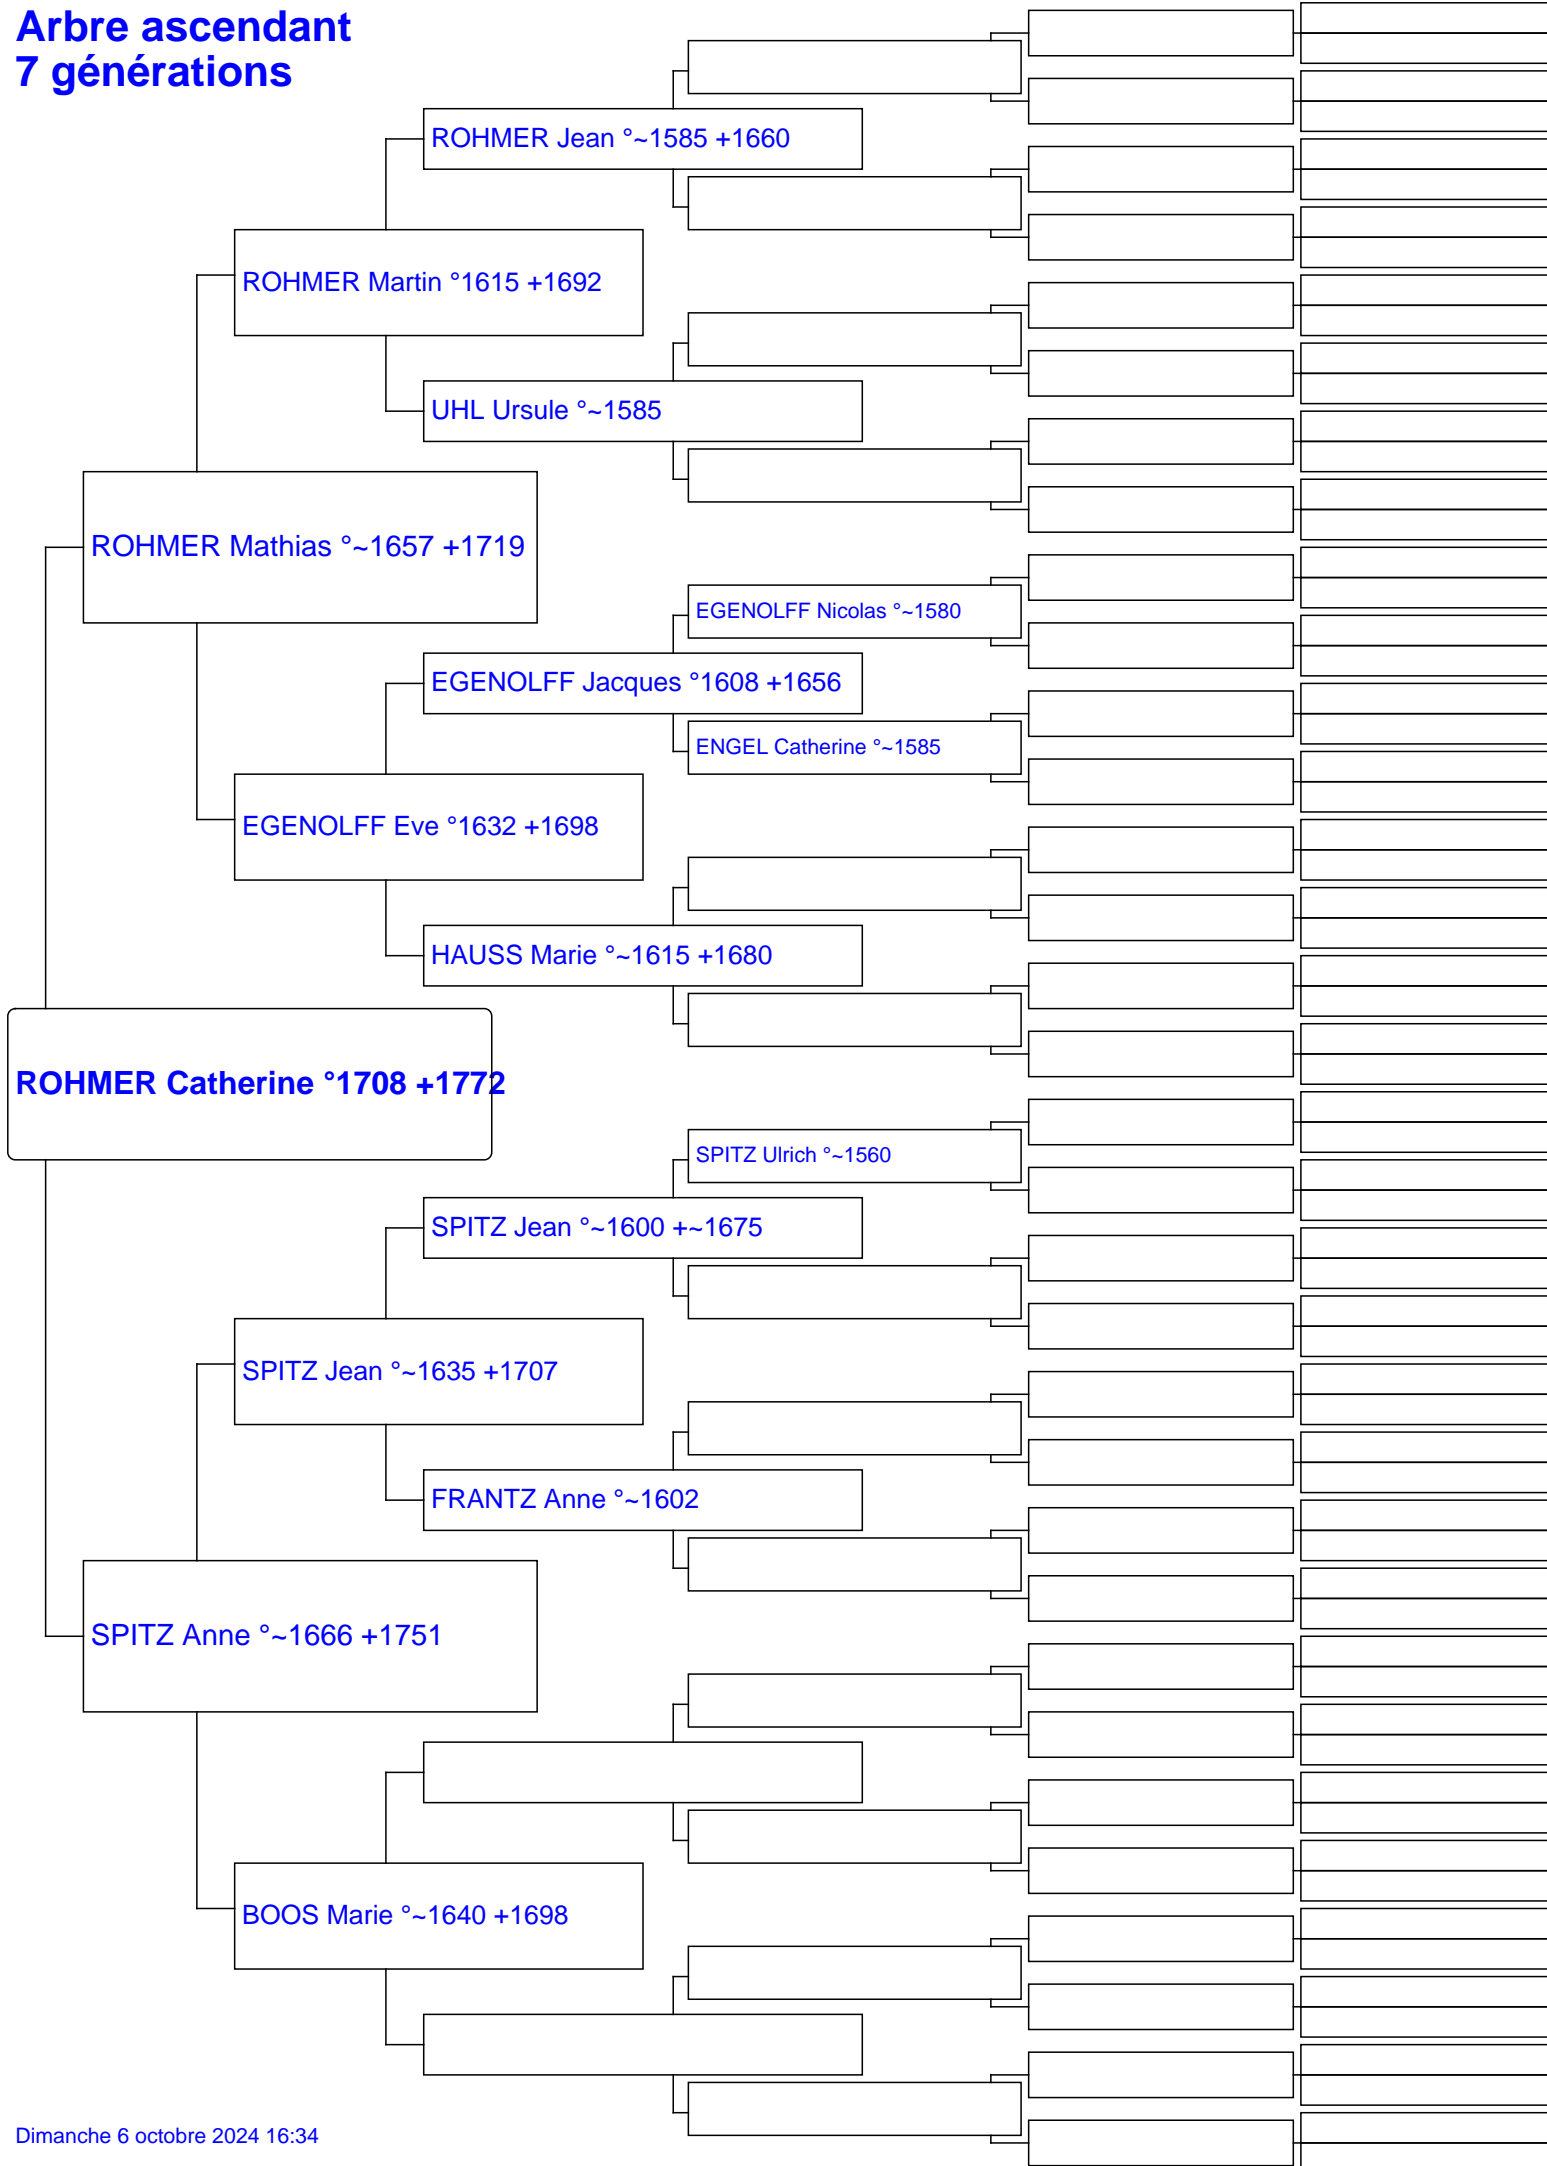 Arbre ascendant
7 générations
ROHMER Jean °~1585 +1660
ROHMER Martin °1615 +1692
UHL Ursule °~1585
ROHMER Mathias °~1657 +1719
EGENOLFF Nicolas °~1580
EGENOLFF Jacques °1608 +1656
ENGEL Catherine °~1585
EGENOLFF Eve °1632 +1698
HAUSS Marie °~1615 +1680
ROHMER Catherine °1708 +1772
SPITZ Ulrich °~1560
SPITZ Jean °~1600 +~1675
SPITZ Jean °~1635 +1707
FRANTZ Anne °~1602
SPITZ Anne °~1666 +1751
BOOS Marie °~1640 +1698
Dimanche 6 octobre 2024 16:34